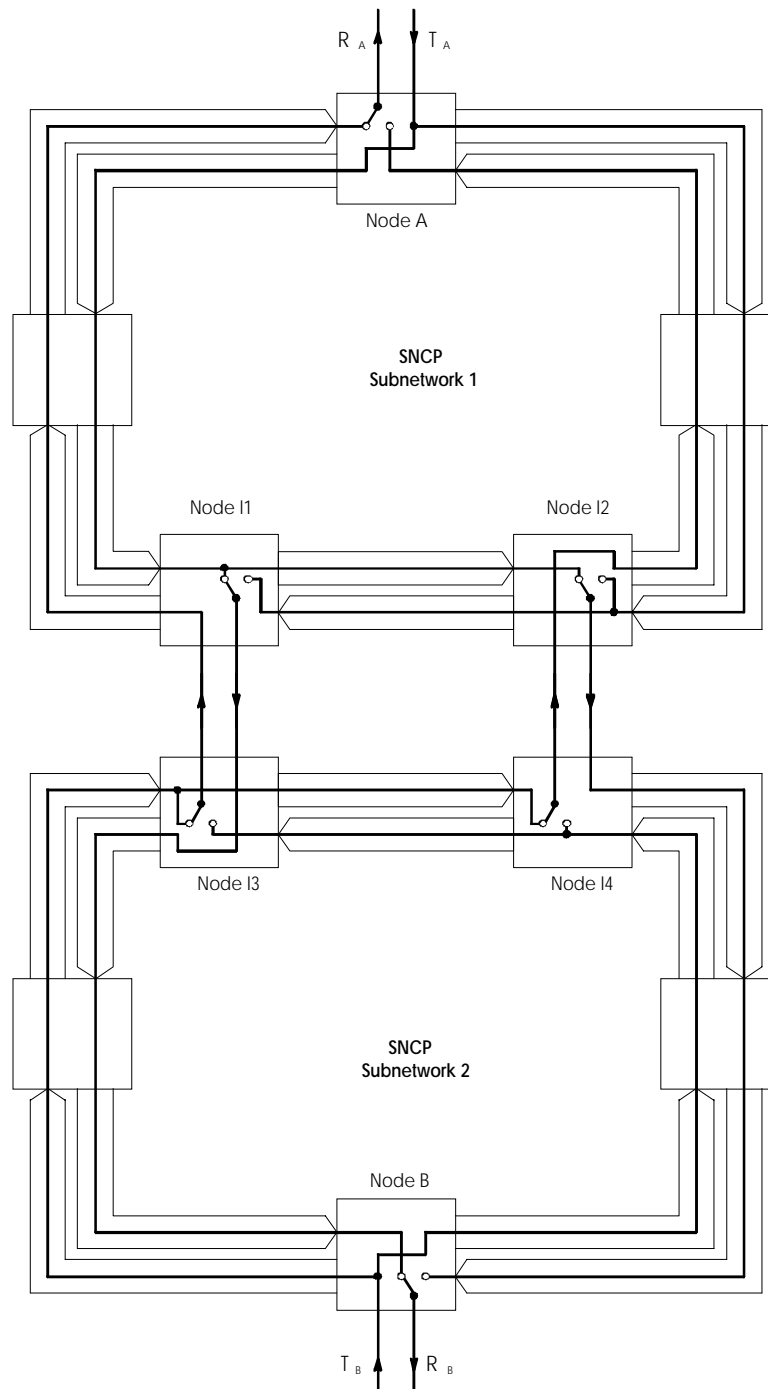 R A
T A
Node A
SNCP
Subnetwork 1
Node I1
Node I2
Node I3
Node I4
SNCP
Subnetwork 2
Node B
T B
R B